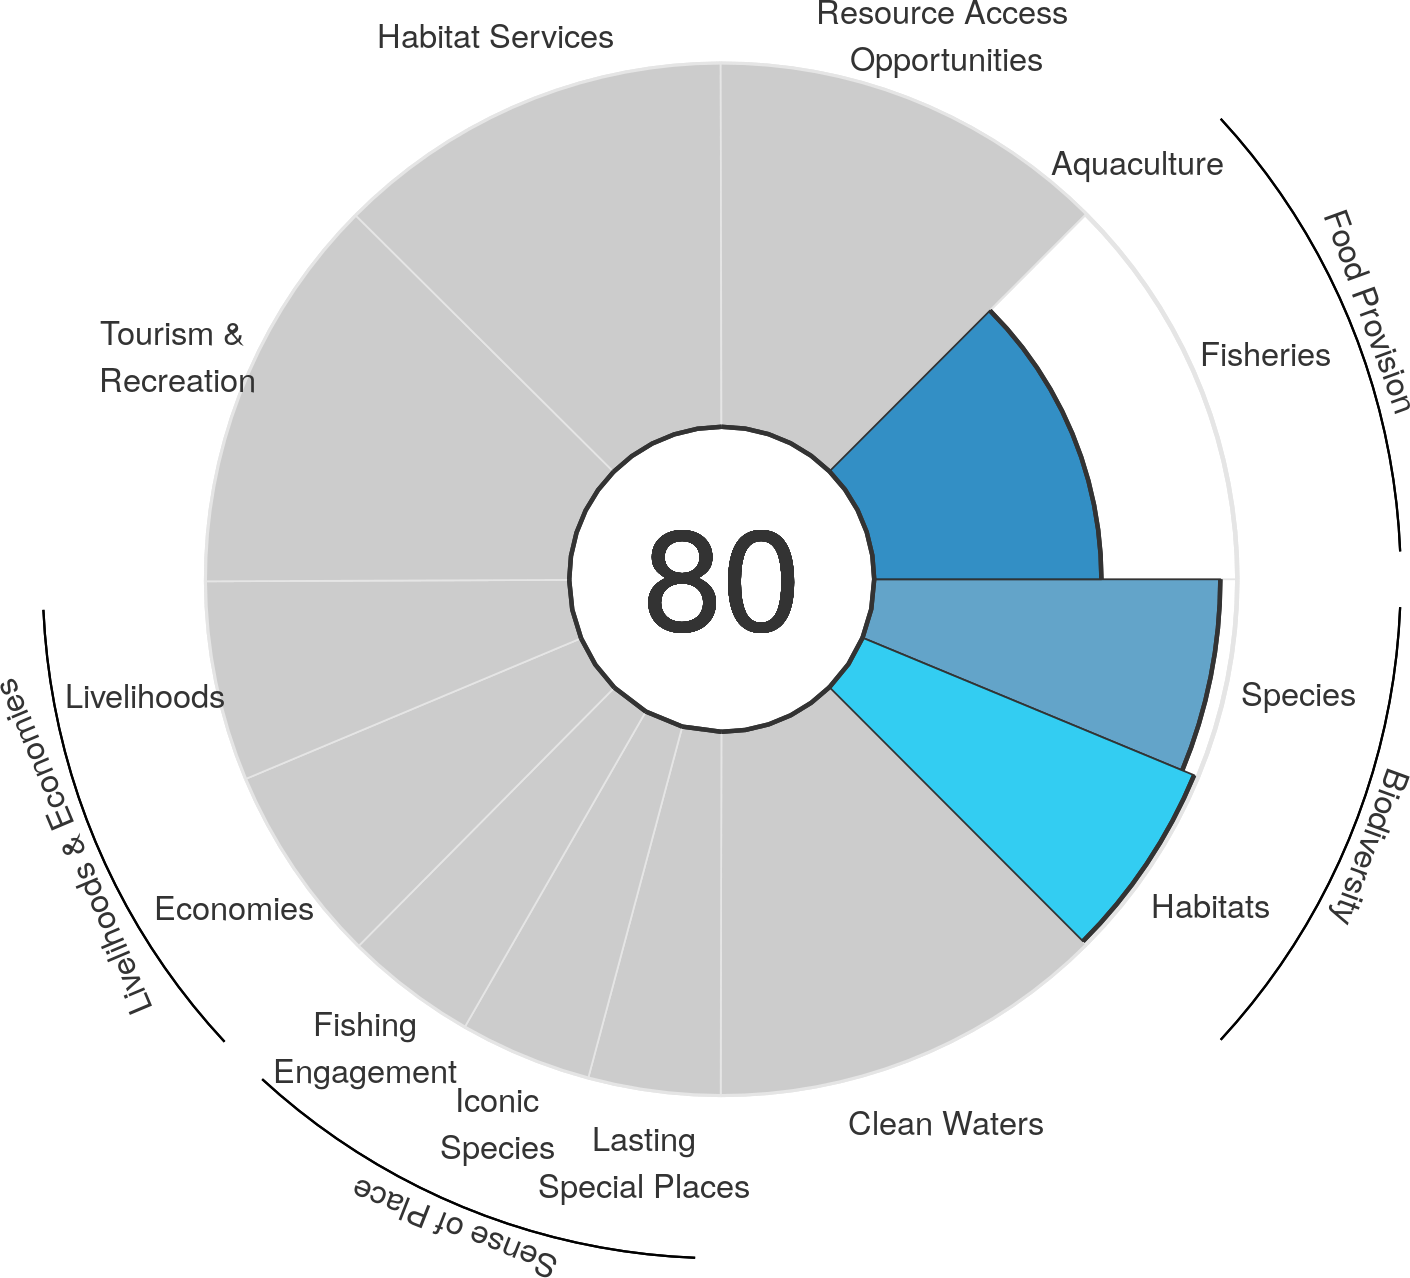 Resource Access
Opportunities
Habitat Services
Aquaculture
Food Provision
Fisheries
Tourism &
Recreation
80
Species
Biodiversity
Habitats
Livelihoods
Livelihoods & Economies
Economies
Fishing
Engagement
Iconic
Species
Lasting
Special Places
Clean Waters
Sense of Place